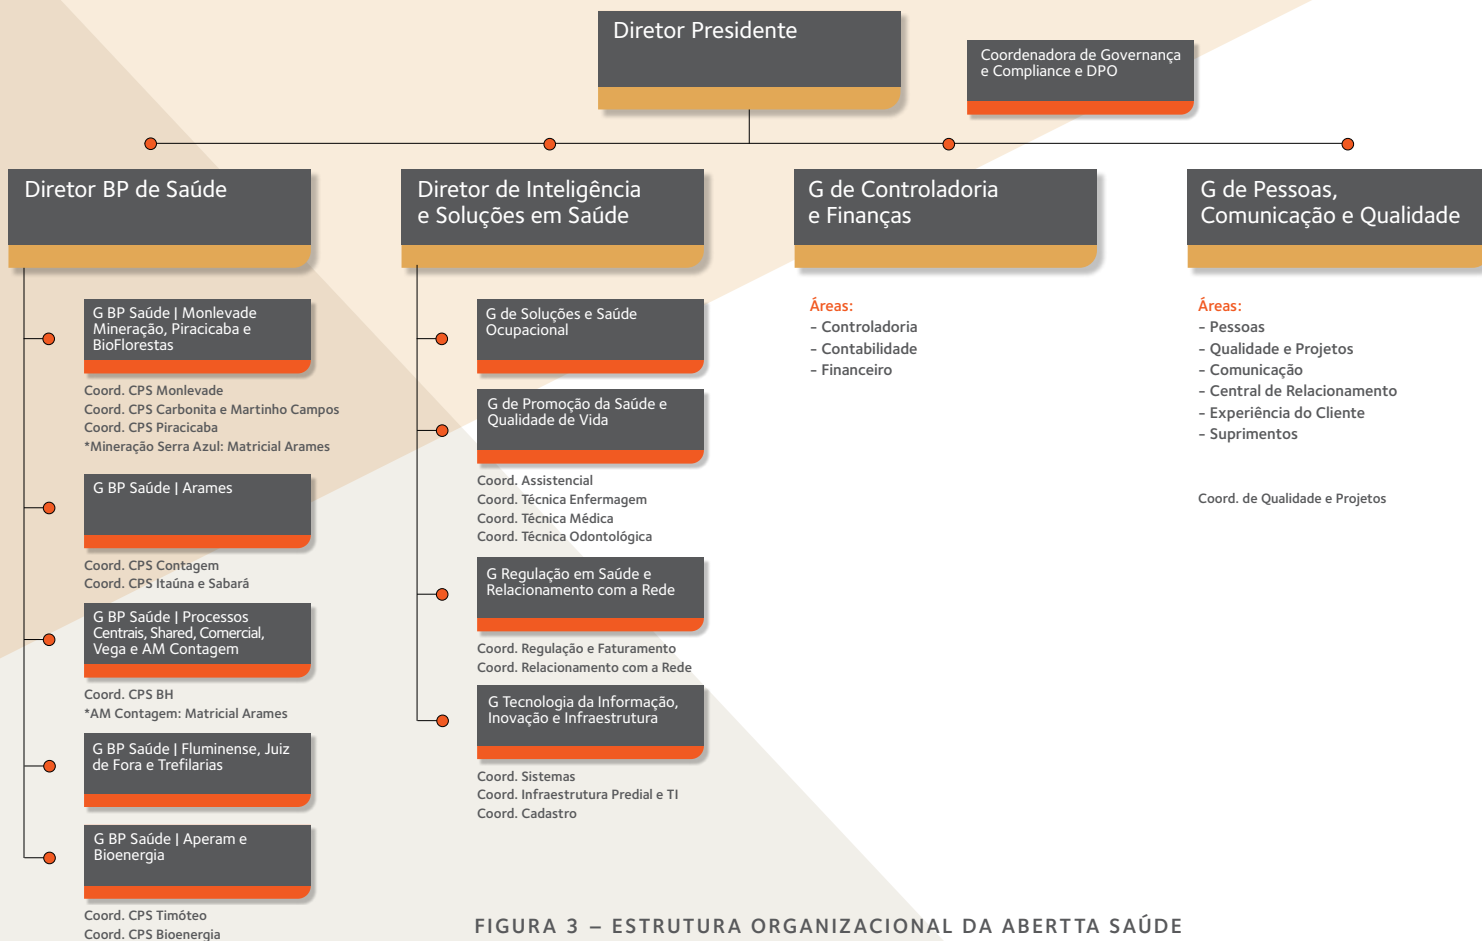 Diretor Presidente
Coordenadora de Governança
e Compliance e DPO
Diretor BP de Saúde
G BP Saúde | Monlevade
Mineração, Piracicaba e
BioFlorestas
Coord. CPS Monlevade
Coord. CPS Carbonita e Martinho Campos
Coord. CPS Piracicaba
*Mineração Serra Azul: Matricial Arames
G BP Saúde | Arames
Coord. CPS Contagem
Coord. CPS Itaúna e Sabará
G BP Saúde | Processos
Centrais, Shared, Comercial,
Vega e AM Contagem
Coord. CPS BH
*AM Contagem: Matricial Arames
G BP Saúde | Fluminense, Juiz
de Fora e Trefilarias
G BP Saúde | Aperam e
Bioenergia
Coord. CPS Timóteo
Coord. CPS Bioenergia
Diretor de Inteligência
e Soluções em Saúde
G de Soluções e Saúde
Ocupacional
G de Promoção da Saúde e
Qualidade de Vida
Coord. Assistencial
Coord. Técnica Enfermagem
Coord. Técnica Médica
Coord. Técnica Odontológica
G Regulação em Saúde e
Relacionamento com a Rede
Coord. Regulação e Faturamento
Coord. Relacionamento com a Rede
G Tecnologia da Informação,
Inovação e Infraestrutura
Coord. Sistemas
Coord. Infraestrutura Predial e TI
Coord. Cadastro
G de Controladoria
e Finanças
Áreas:
– Controladoria
– Contabilidade
– Financeiro
G de Pessoas,
Comunicação e Qualidade
Áreas:
– Pessoas
– Qualidade e Projetos
– Comunicação
– Central de Relacionamento
– Experiência do Cliente
– Suprimentos
Coord. de Qualidade e Projetos
FIGURA 3 – ESTRUTURA ORGANIZACIONAL DA ABERTTA SAÚDE